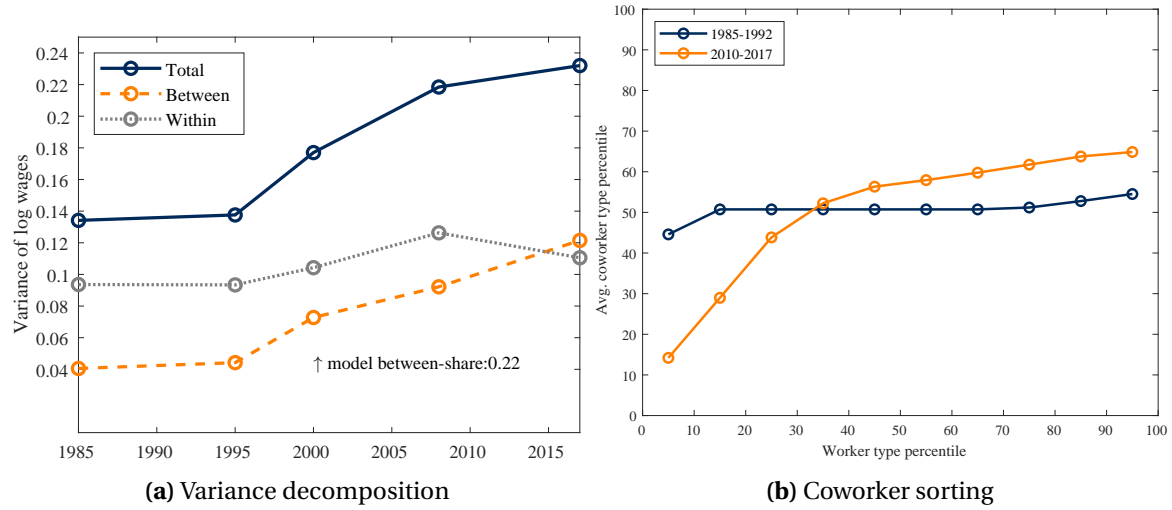 Variance of log wages
0.24
0.22
0.2
0.18
0.16
0.14
0.12
0.1
0.08
0.06
0.04
Total
Between
Within
↑ model between-share:0.22
1985 1990 1995 2000 2005 2010 2015
(a) Variance decomposition
Avg. coworker type percentile
100
90
80
70
60
50
40
30
20
10
0
1985-1992
2010-2017
0 10 20 30 40 50 60 70 80 90 100
Worker type percentile
(b) Coworker sorting